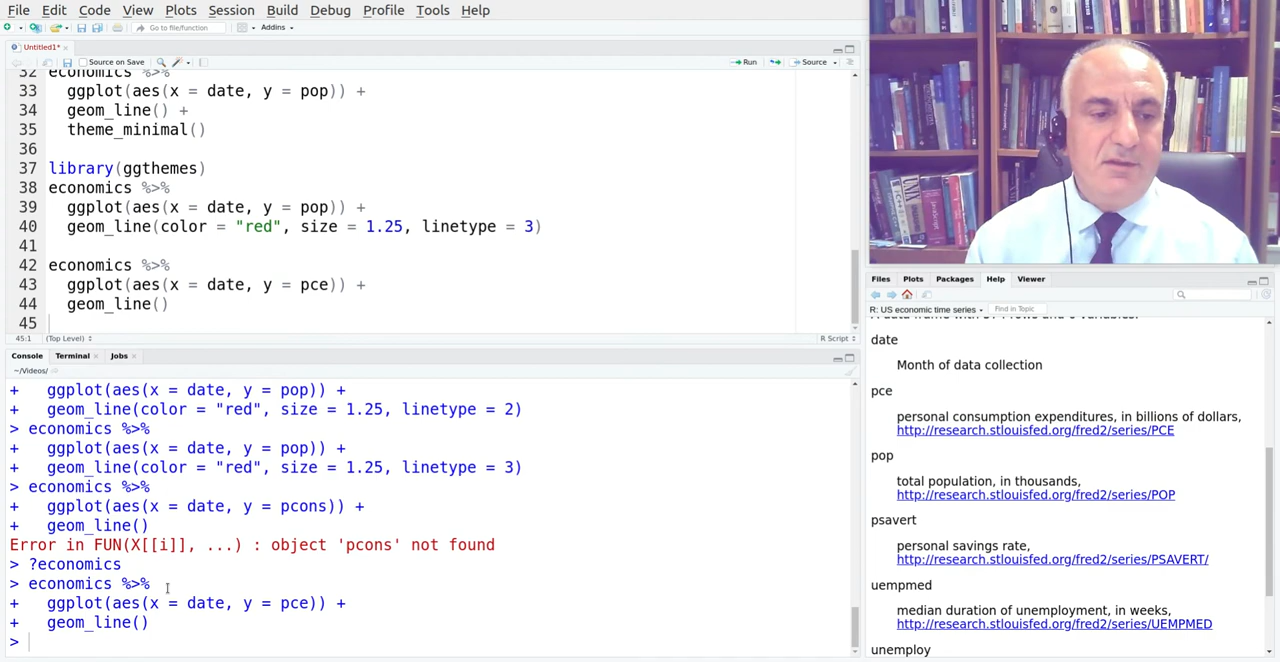 File Edit Code View Plots Session Build Debug Profile Tools Help
Go to file/function Addins
Untitled1*
Source on Save Run Source
32 economics %>%
33 ggplot(aes(x = date, y = pop)) +
34 geom_line() +
35 theme_minimal()
36
37 library(ggthemes)
38 economics %>%
39 ggplot(aes(x = date, y = pop)) +
40 geom_line(color = "red", size = 1.25, linetype = 3)
41
42 economics %>%
43 ggplot(aes(x = date, y = pce)) +
44 geom_line()
45
45:1 (Top Level) R Script
Console Terminal Jobs
~/Videos/
+ ggplot(aes(x = date, y = pop)) +
+ geom_line(color = "red", size = 1.25, linetype = 2)
> economics %>%
+ ggplot(aes(x = date, y = pop)) +
+ geom_line(color = "red", size = 1.25, linetype = 3)
> economics %>%
+ ggplot(aes(x = date, y = pcons)) +
+ geom_line()
Error in FUN(X[[i]], ...) : object 'pcons' not found
> ?economics
> economics %>%
+ ggplot(aes(x = date, y = pce)) +
+ geom_line()
>
UNIX
JavaScript
Files Plots Packages Help Viewer
R: US economic time series Find in Topic
date
Month of data collection
pce
personal consumption expenditures, in billions of dollars,
http://research.stlouisfed.org/fred2/series/PCE
pop
total population, in thousands,
http://research.stlouisfed.org/fred2/series/POP
psavert
personal savings rate,
http://research.stlouisfed.org/fred2/series/PSAVERT/
uempmed
median duration of unemployment, in weeks,
http://research.stlouisfed.org/fred2/series/UEMPMED
unemploy